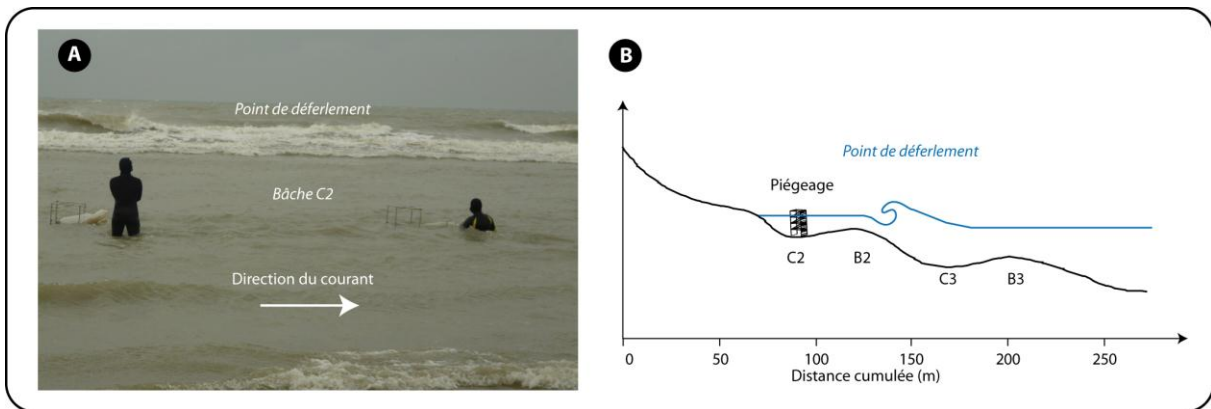 A
Point de déferlement
Bâche C2
Direction du courant
B
Point de déferlement
Piégeage
C2
B2
C3
B3
0
50
100
150
200
250
Distance cumulée (m)